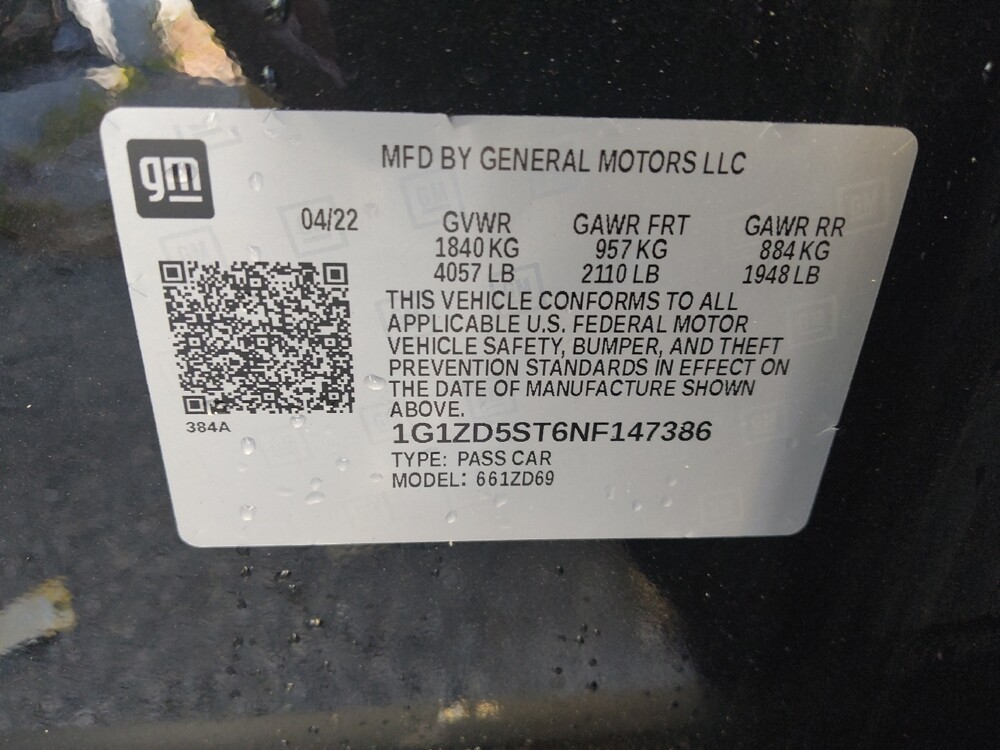 gm
MFD BY GENERAL MOTORS LLC
04/22 GVWR GAWR FRT GAWR RR
1840 KG 957 KG 884 KG
4057 LB 2110 LB 1948 LB
THIS VEHICLE CONFORMS TO ALL
APPLICABLE U.S. FEDERAL MOTOR
VEHICLE SAFETY, BUMPER, AND THEFT
PREVENTION STANDARDS IN EFFECT ON
THE DATE OF MANUFACTURE SHOWN
ABOVE.
384A
1G1ZD5ST6NF147386
TYPE: PASS CAR
MODEL: 661ZD69